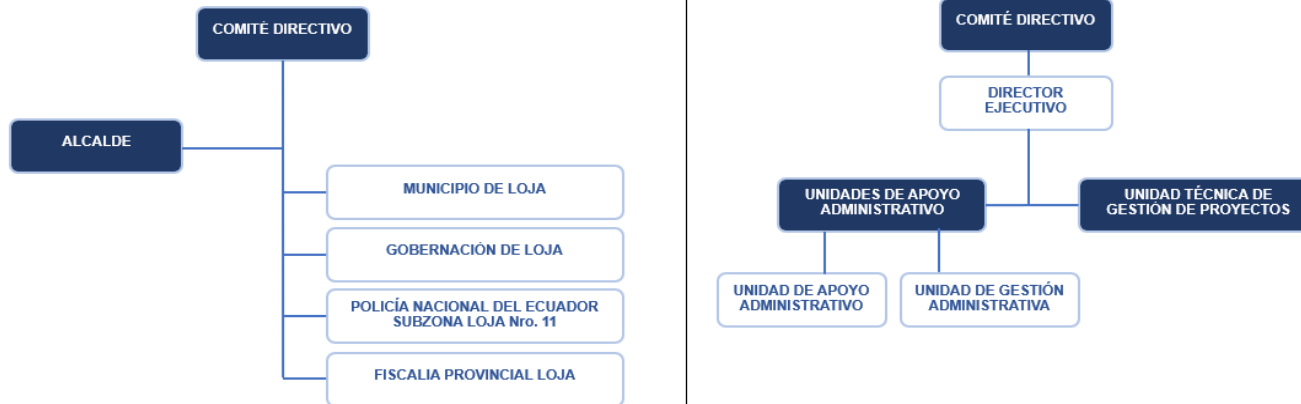 COMITÉ DIRECTIVO
ALCALDE
MUNICIPIO DE LOJA
GOBERNACIÓN DE LOJA
POLICÍA NACIONAL DEL ECUADOR
SUBZONA LOJA Nro. 11
FISCALIA PROVINCIAL LOJA
COMITÉ DIRECTIVO
DIRECTOR
EJECUTIVO
UNIDADES DE APOYO
ADMINISTRATIVO
UNIDAD TÉCNICA DE
GESTIÓN DE PROYECTOS
UNIDAD DE APOYO
ADMINISTRATIVO
UNIDAD DE GESTIÓN
ADMINISTRATIVA